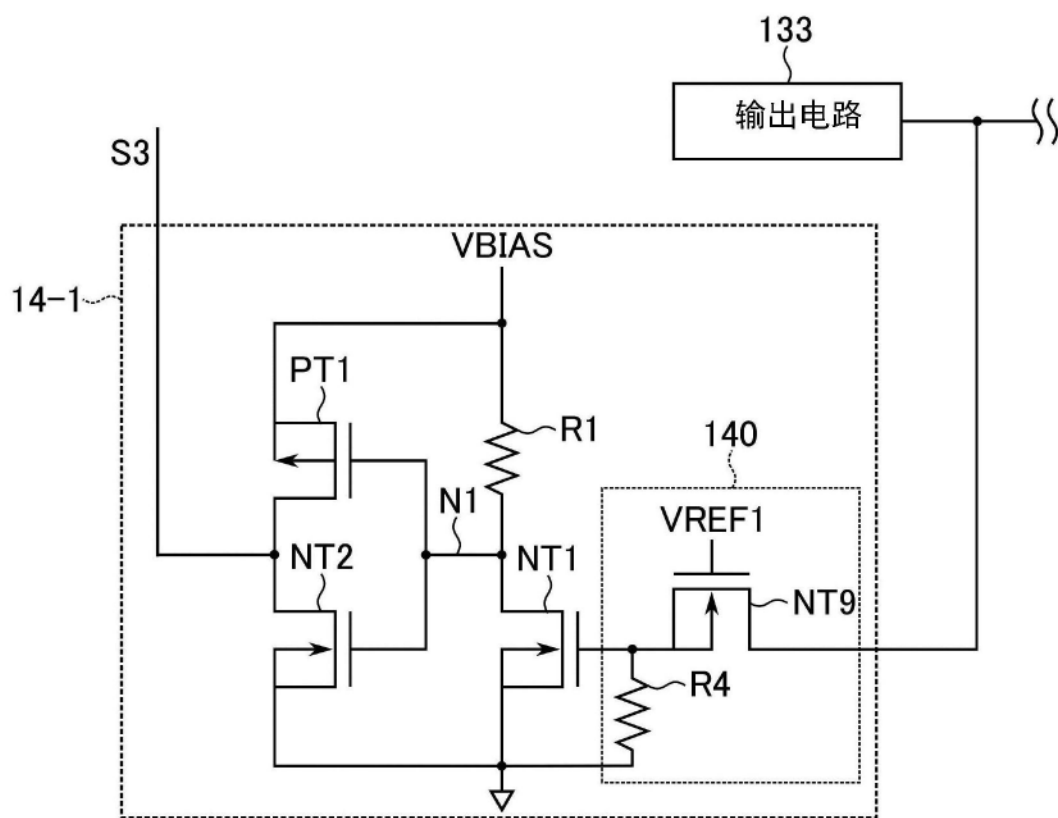 133
输出电路
S3
VBIAS
14-1
PT1
R1
140
N1
VREF1
NT2
NT1
NT9
R4